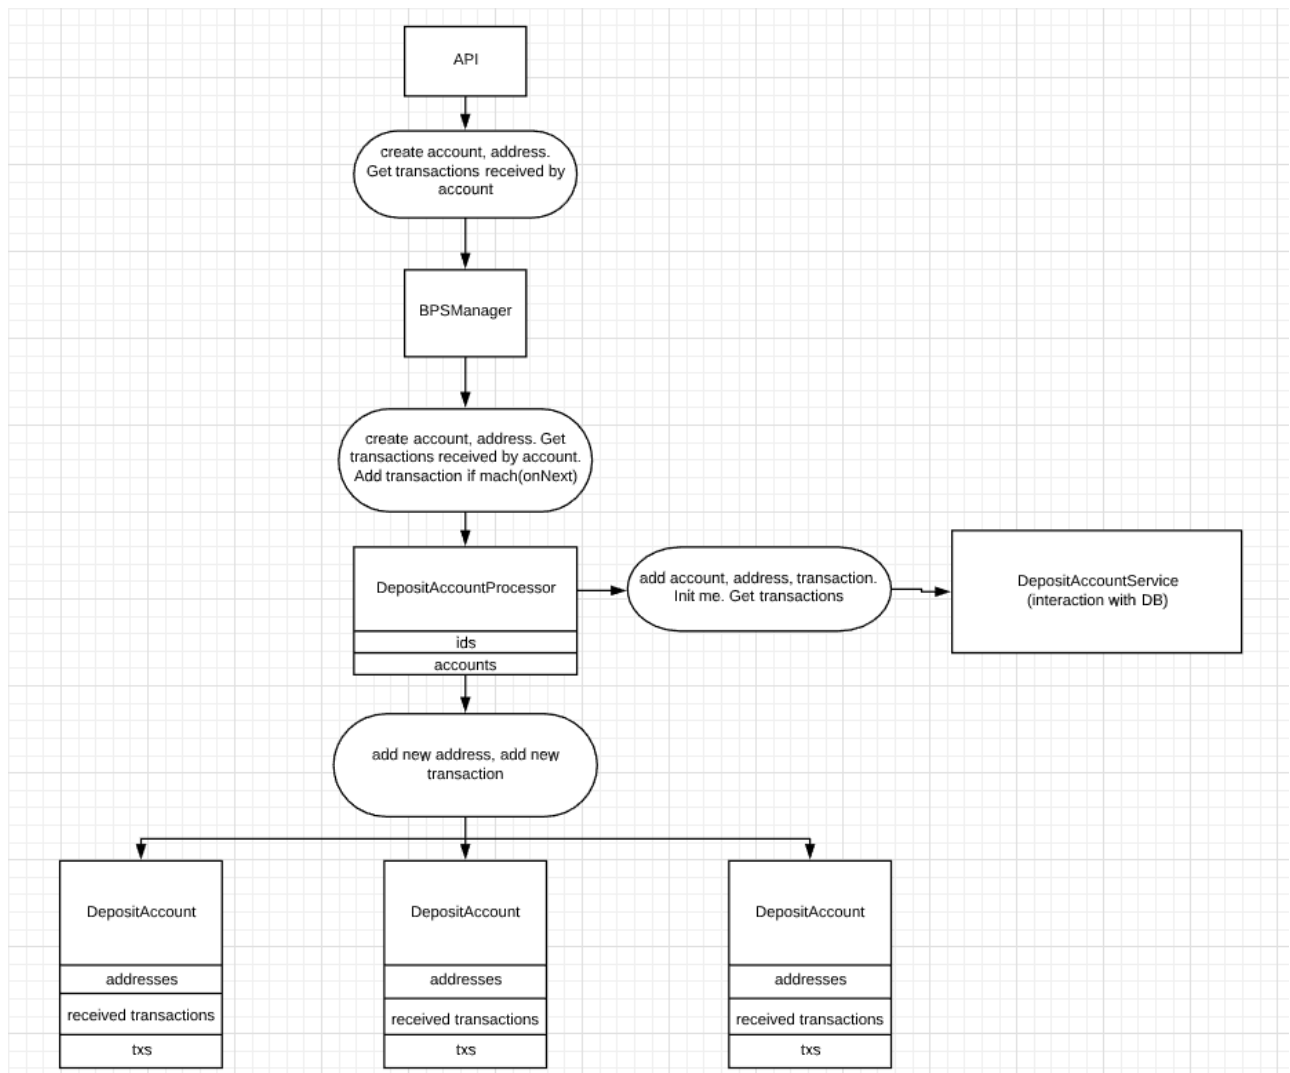 API
create account, address.
Get transactions received by
account
BPSManager
create account, address. Get
transactions received by account.
Add transaction if mach(onNext)
DepositAccountProcessor
ids
accounts
add account, address, transaction.
Init me. Get transactions
DepositAccountService
(interaction with DB)
add new address, add new
transaction
DepositAccount
addresses
received transactions
txs
DepositAccount
addresses
received transactions
txs
DepositAccount
addresses
received transactions
txs